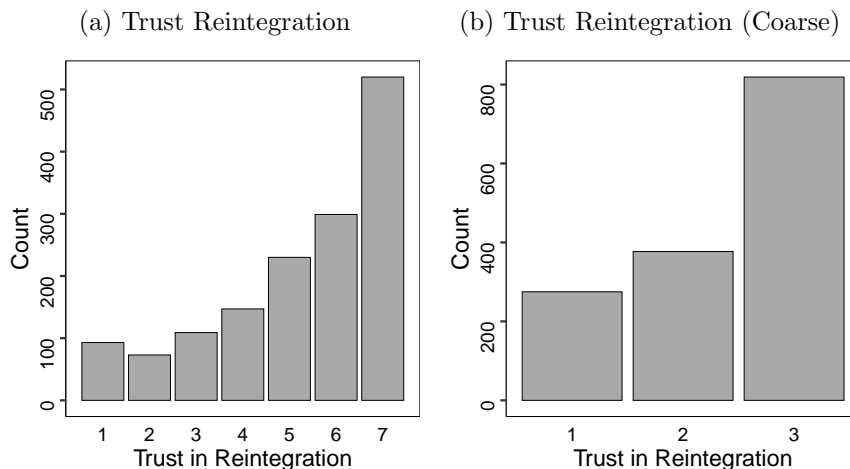 (a) Trust Reintegration
(b) Trust Reintegration (Coarse)
Count
500
400
300
200
100
0
1 2 3 4 5 6 7
Trust in Reintegration
Count
800
600
400
200
0
1 2 3
Trust in Reintegration